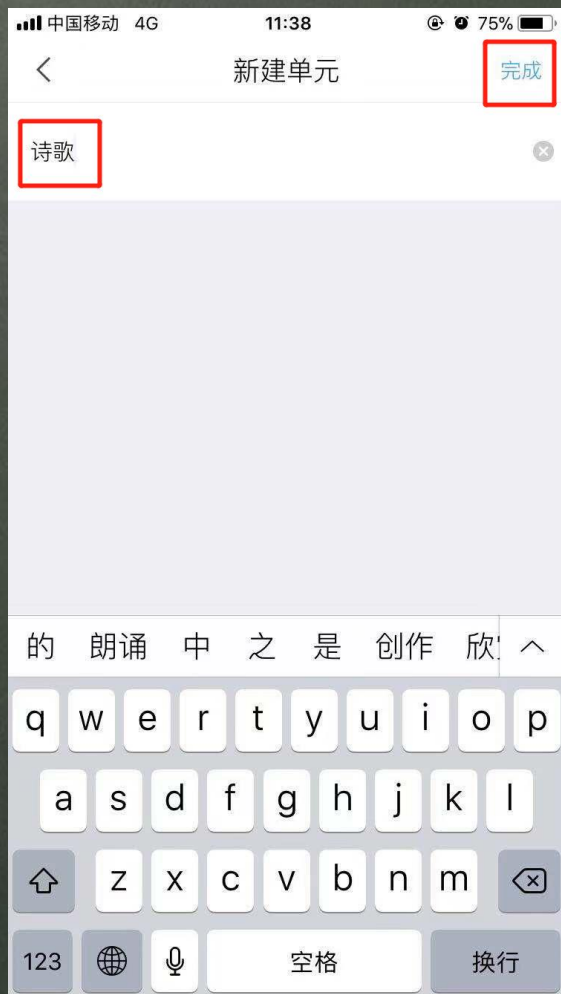 中国移动 4G 11:38 75%
新建单元 完成
诗歌
的 朗诵 中 之 是 创作 欣
q w e r t y u i o p
a s d f g h j k l
z x c v b n m
123 空格 换行